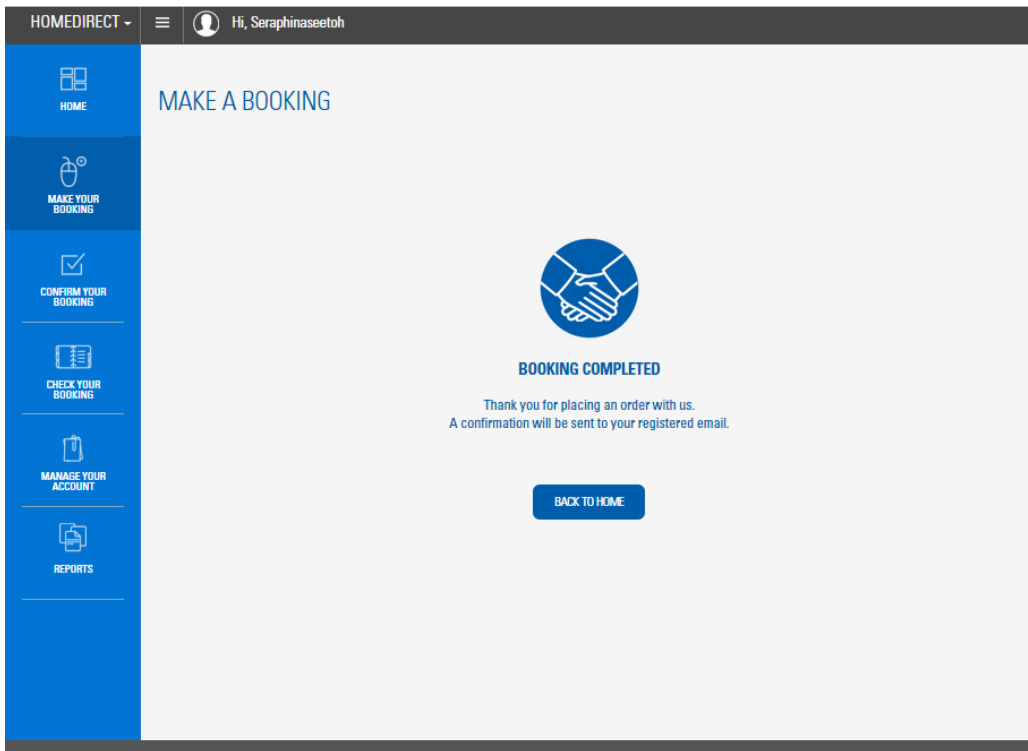 HOMEDIRECT
Hi, Seraphinaseetoh
HOME
MAKE YOUR
BOOKING
CONFIRM YOUR
BOOKING
CHECK YOUR
BOOKING
MANAGE YOUR
ACCOUNT
REPORTS
MAKE A BOOKING
BOOKING COMPLETED
Thank you for placing an order with us.
A confirmation will be sent to your registered email.
BACK TO HOME